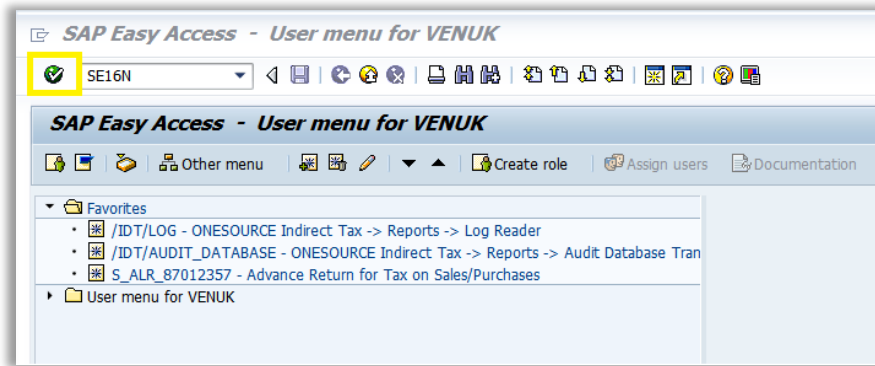 SAP Easy Access - User menu for VENUK
SE16N
SAP Easy Access - User menu for VENUK
Other menu Create role Assign users Documentation
Favorites
/IDT/LOG - ONESOURCE Indirect Tax -> Reports -> Log Reader
/IDT/AUDIT_DATABASE - ONESOURCE Indirect Tax -> Reports -> Audit Database Tran
S_ALR_87012357 - Advance Return for Tax on Sales/Purchases
User menu for VENUK